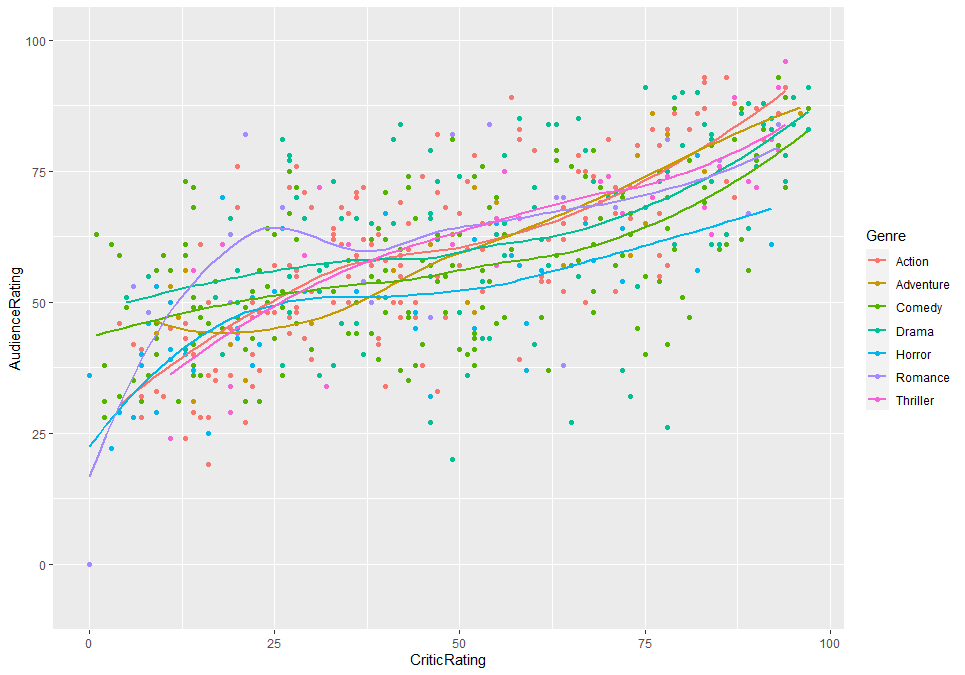 100
75
50
25
0
AudienceRating
0
25
50
75
100
CriticRating
Genre
Action
Adventure
Comedy
Drama
Horror
Romance
Thriller